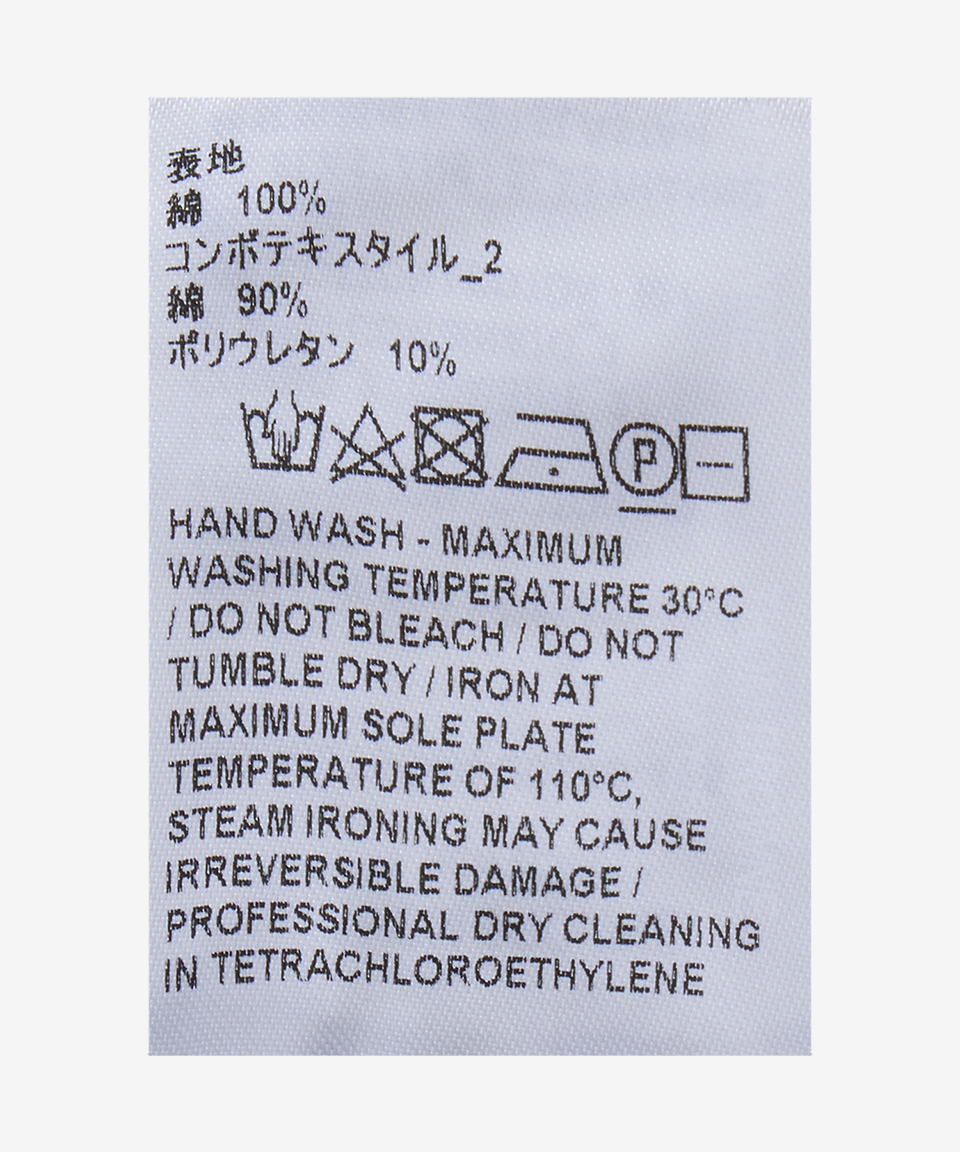 表地
綿 100%
コンポテキスタイル_2
綿 90%
ポリウレタン 10%
P
HAND WASH - MAXIMUM
WASHING TEMPERATURE 30°C
/ DO NOT BLEACH / DO NOT
TUMBLE DRY / IRON AT
MAXIMUM SOLE PLATE
TEMPERATURE OF 110°C,
STEAM IRONING MAY CAUSE
IRREVERSIBLE DAMAGE /
PROFESSIONAL DRY CLEANING
IN TETRACHLOROETHYLENE